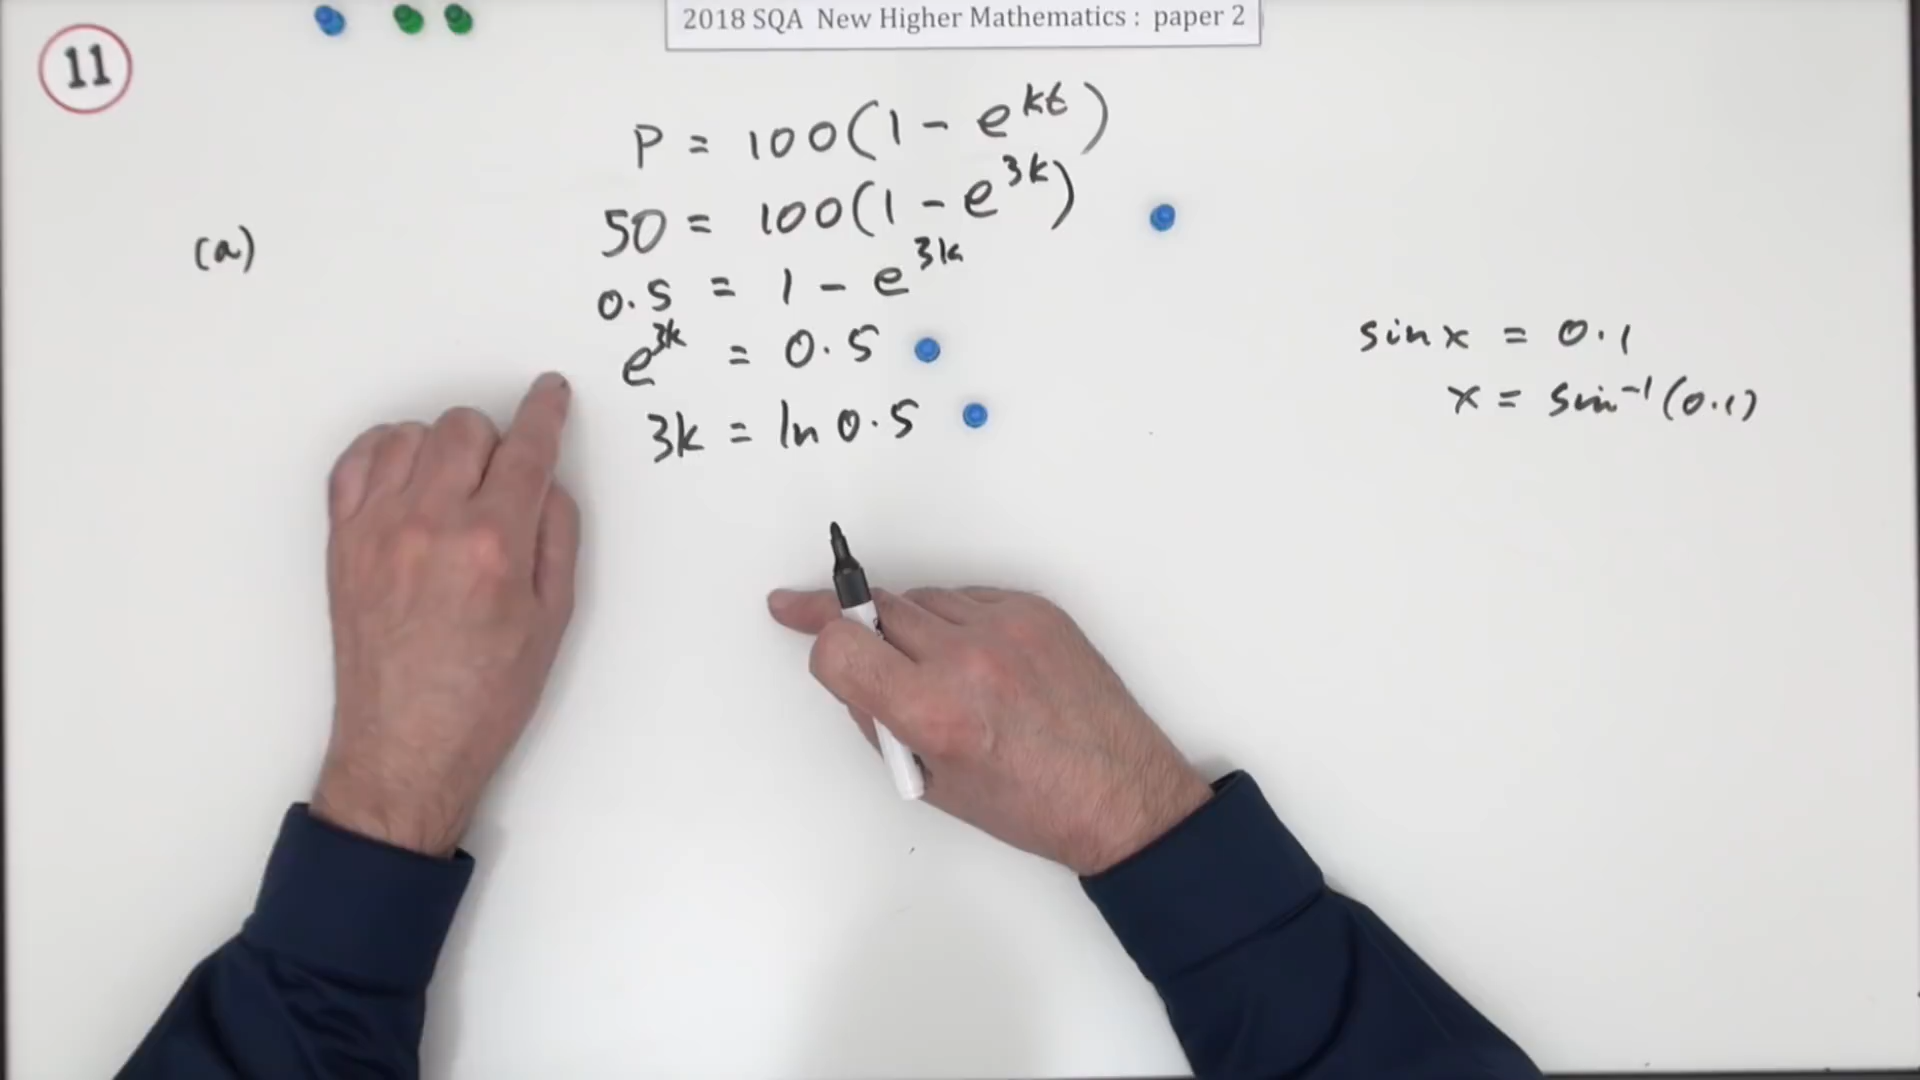 2018 SQA New Higher Mathematics : paper 2
11
P = 100(1 - e^{kt})
50 = 100(1 - e^{3k})
(a)
0.5 = 1 - e^{3k}
e^{3k} = 0.5
3k = ln 0.5
sin x = 0.1
x = sin⁻¹(0.1)